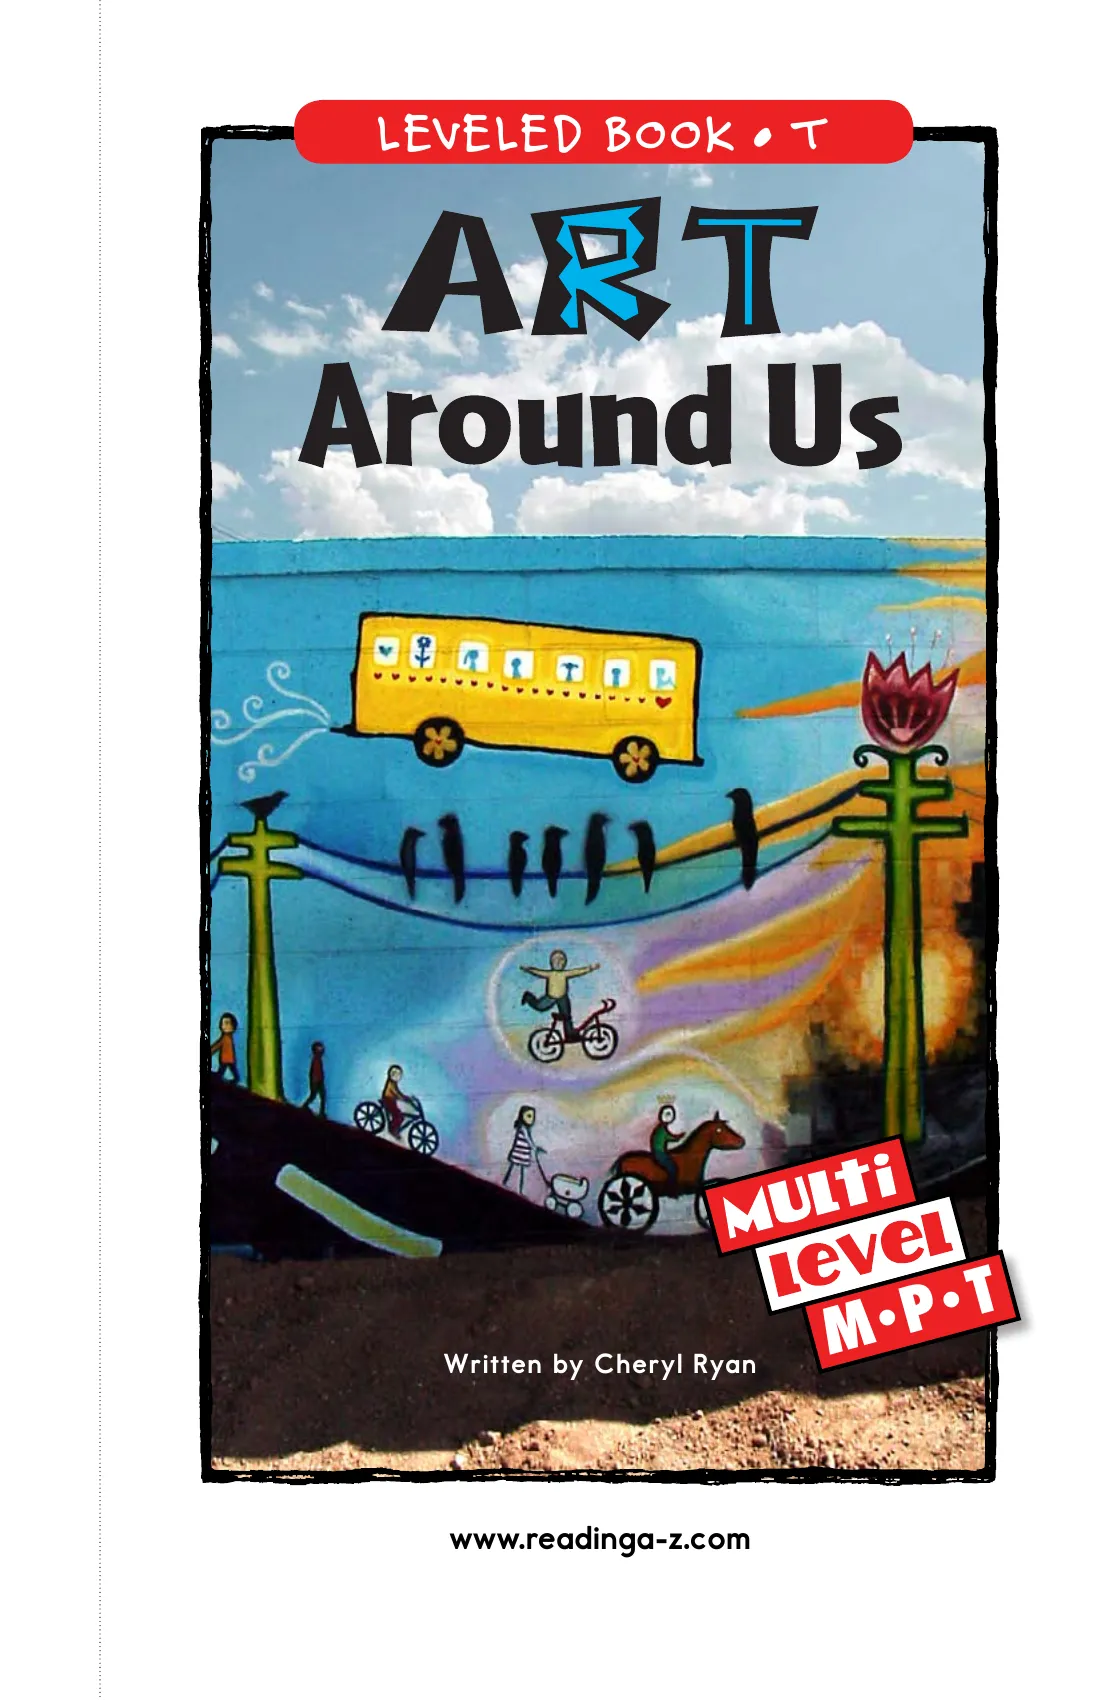 LEVELED BOOK • T
ART
Around Us
Multi
level
M•P•T
Written by Cheryl Ryan
www.readinga-z.com